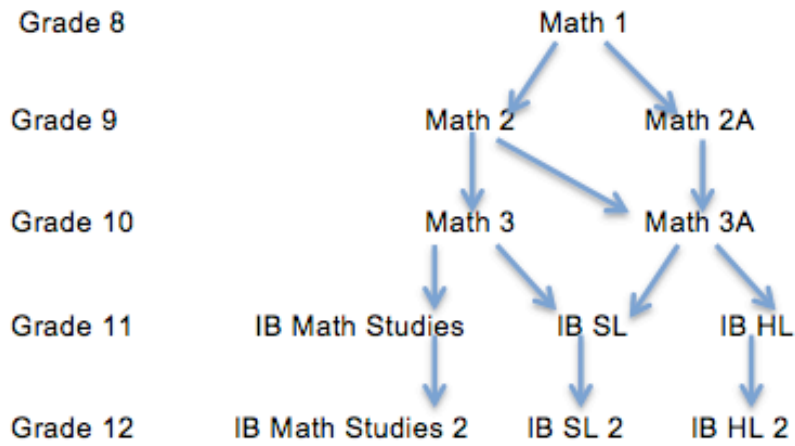 Grade 8 Math 1
Grade 9 Math 2 Math 2A
Grade 10 Math 3 Math 3A
Grade 11 IB Math Studies IB SL IB HL
Grade 12 IB Math Studies 2 IB SL 2 IB HL 2